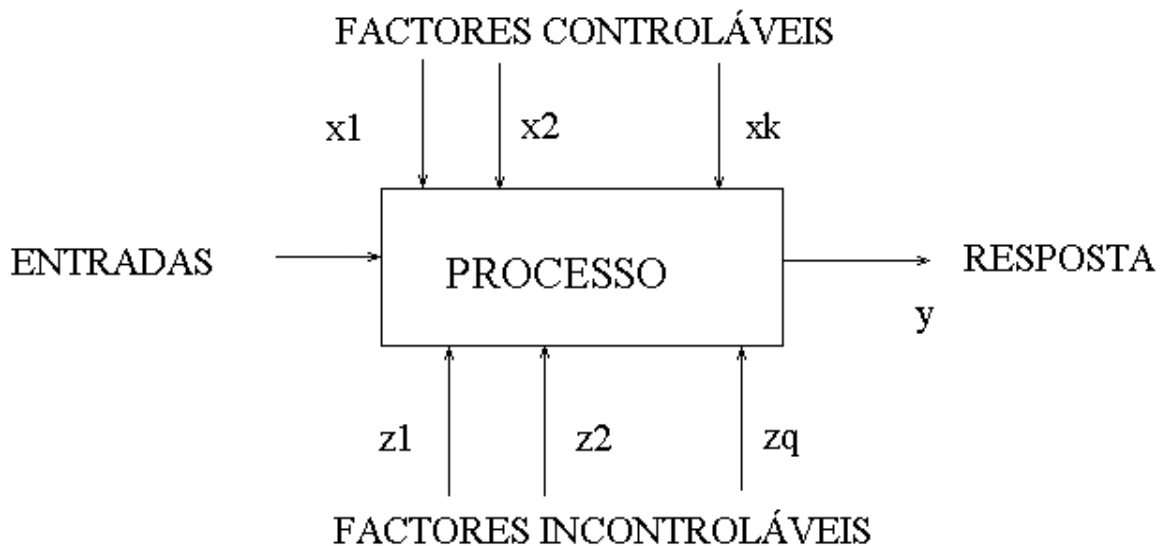 FACTORES CONTROLÁVEIS
x1 x2 xk
ENTRADAS PROCESSO RESPOSTA
y
z1 z2 zq
FACTORES INCONTROLÁVEIS